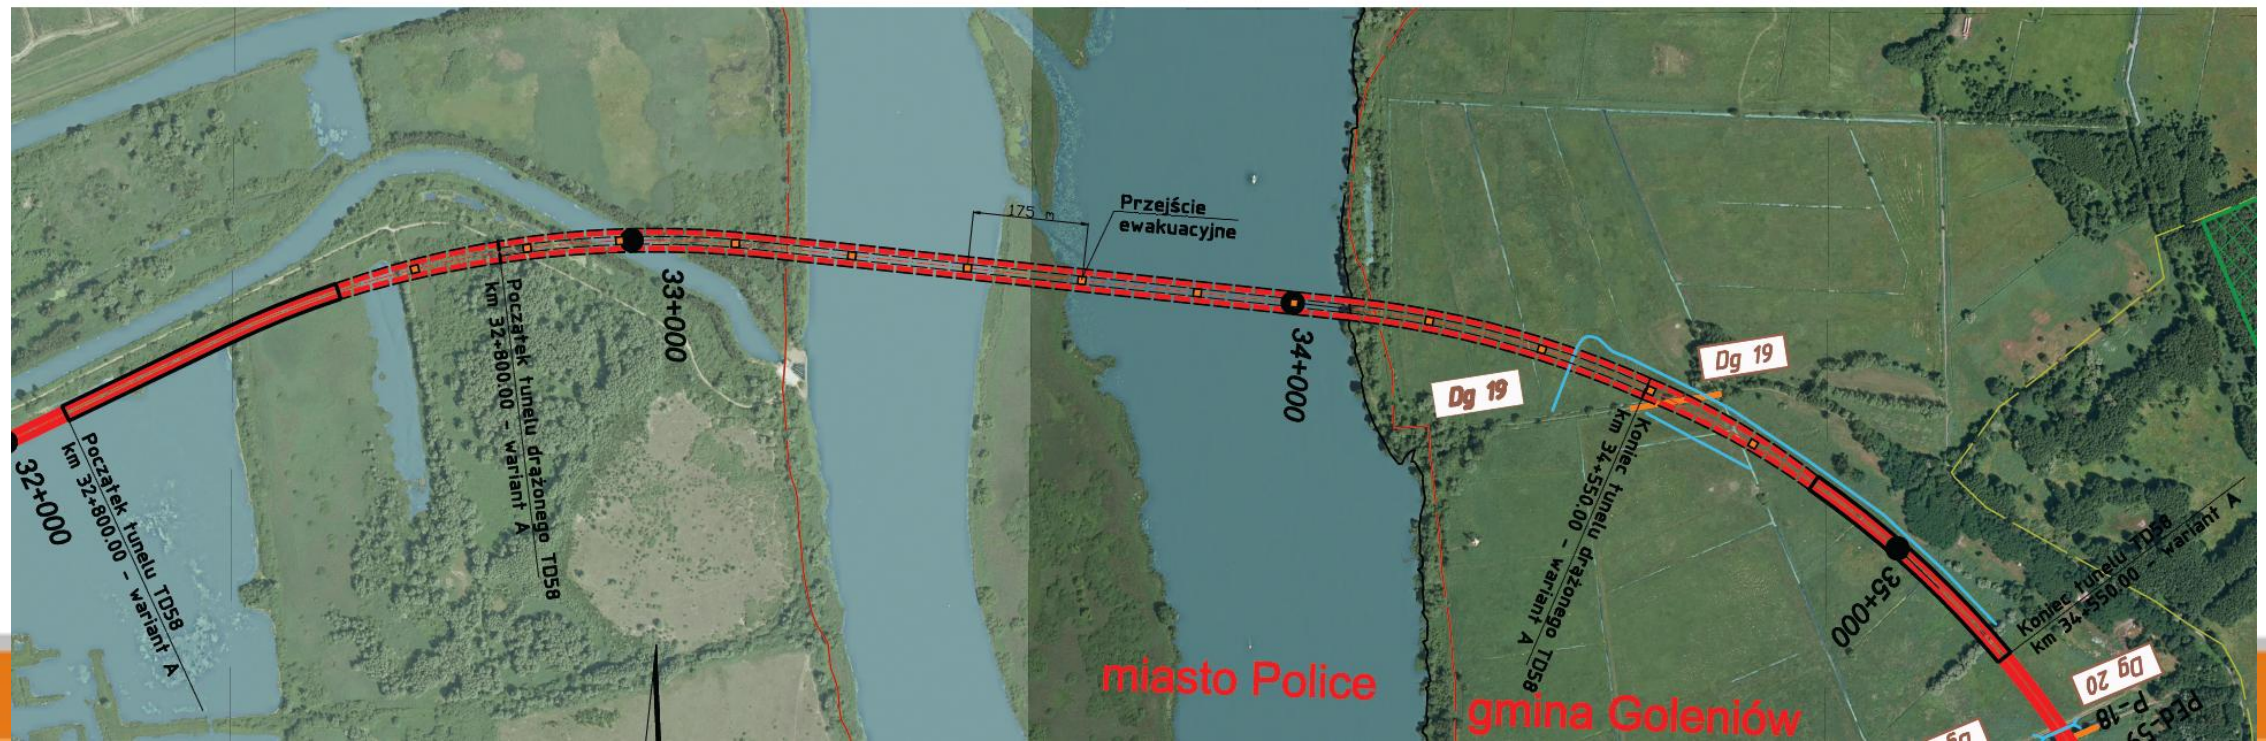 175 m
Przejście
ewakuacyjne
33+000
Początek tunelu drążonego TD58
km 32+800.00 - wariant A
34+000
Dg 19
Dg 19
Koniec tunelu drążonego TD58
km 34+550.00 - wariant A
32+000
Początek tunelu TD58
km 32+800.00 - wariant A
35+000
Koniec tunelu TD58
km 34+550.00 - wariant A
miasto Police
gmina Goleniów
Dg 20
P-18